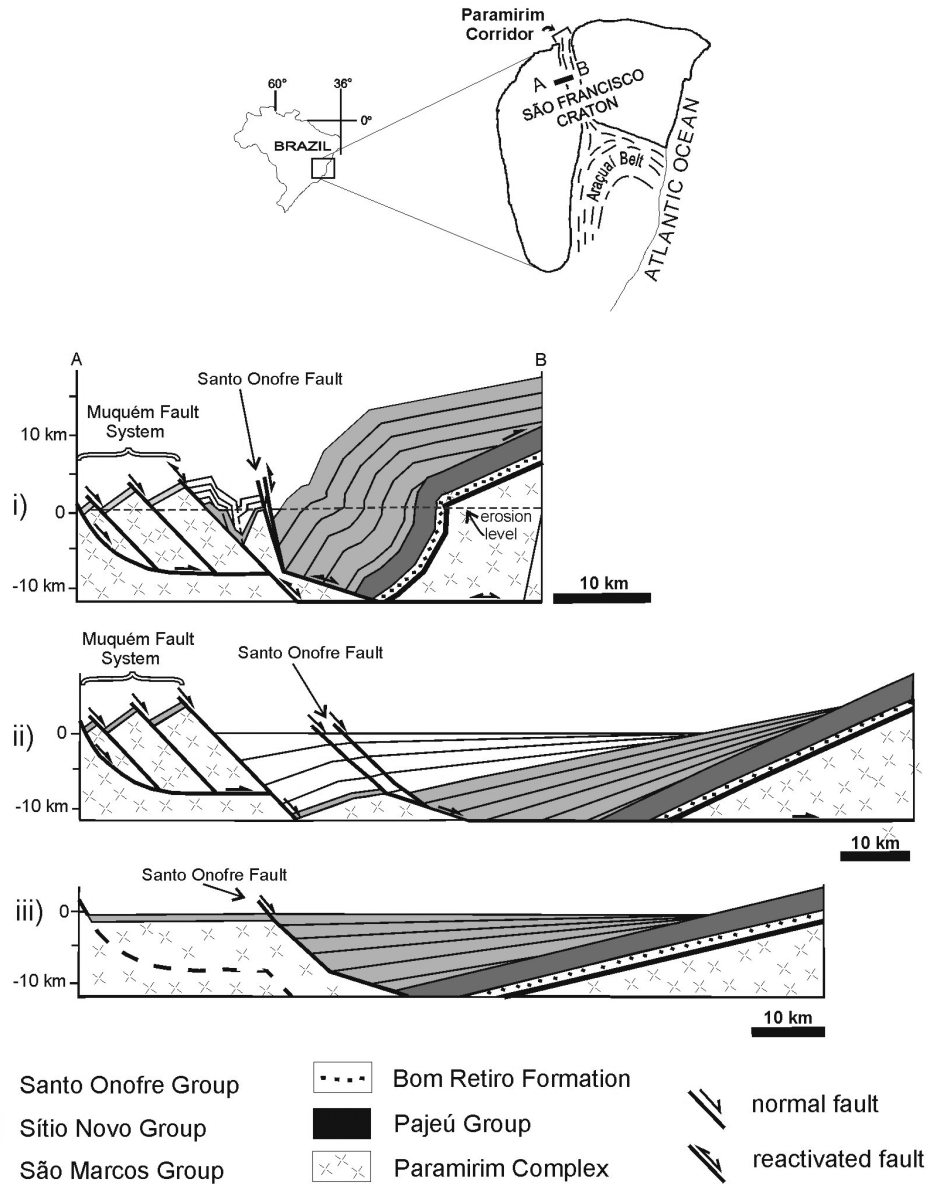 Paramirim
Corridor
60°
36°
0°
BRAZIL
A
B
SÃO FRANCISCO
CRATON
Araçuaí Belt
ATLANTIC OCEAN
A
B
Santo Onofre Fault
Muquém Fault
System
10 km
i)
0
erosion
level
-10 km
10 km
Muquém Fault
System
Santo Onofre Fault
ii)
0
-10 km
10 km
Santo Onofre Fault
iii)
0
-10 km
10 km
Santo Onofre Group
Bom Retiro Formation
normal fault
Sítio Novo Group
Pajeú Group
São Marcos Group
Paramirim Complex
reactivated fault